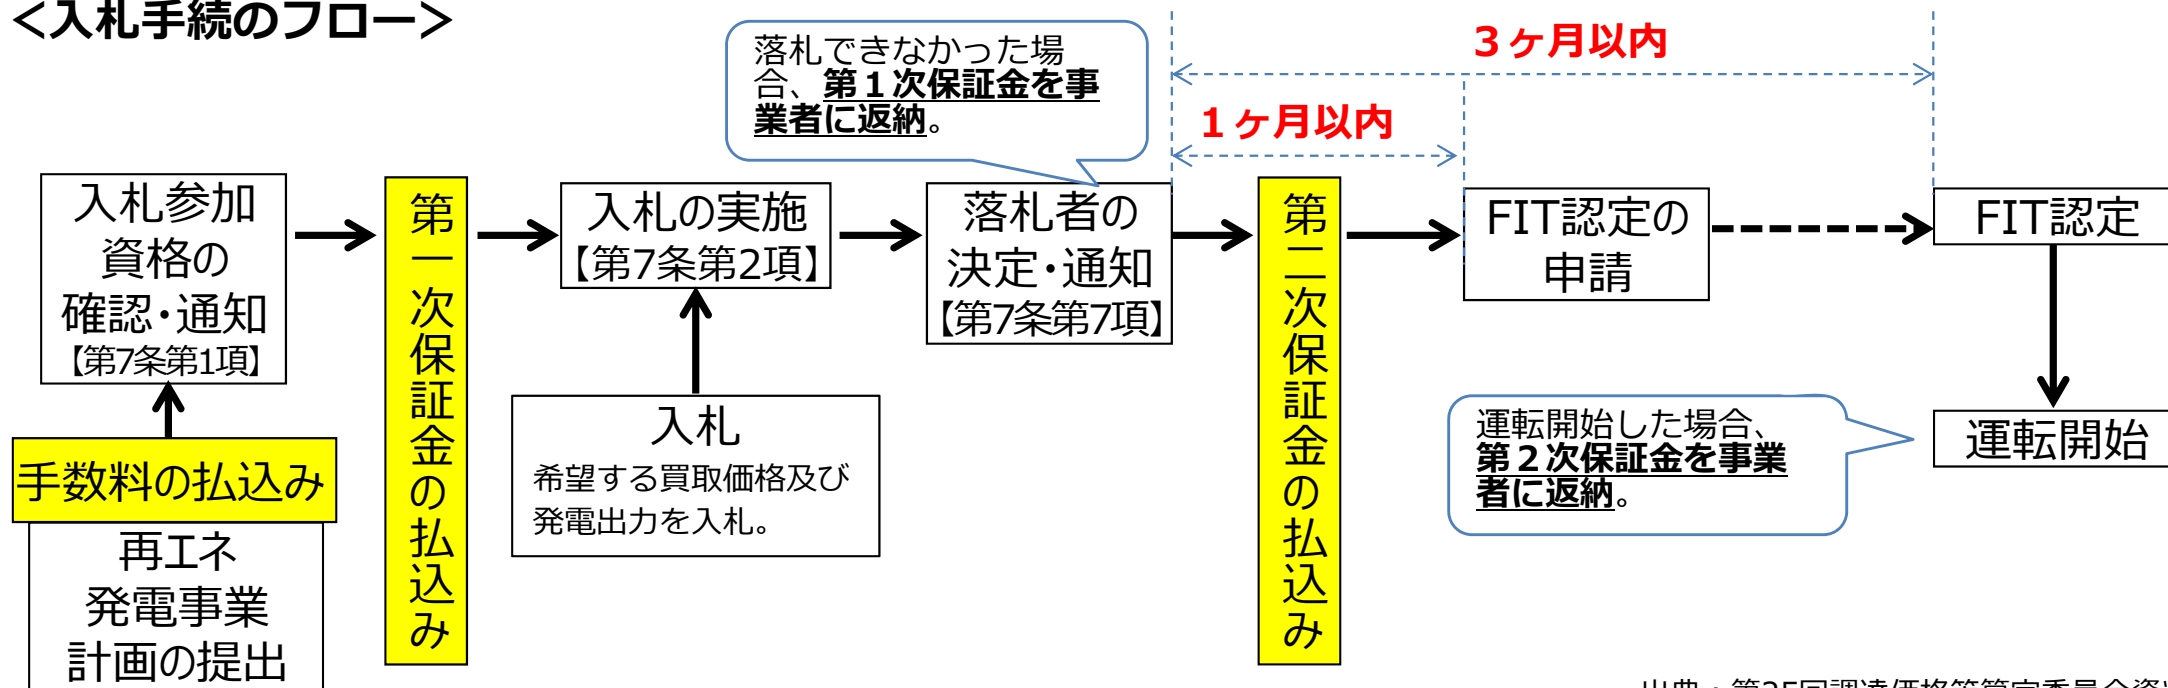 ＜入札手続のフロー＞
落札できなかった場
合、第１次保証金を事
業者に返納。
３ヶ月以内
１ヶ月以内
入札参加
資格の
確認・通知
【第7条第1項】
第一次保証金の払込み
入札の実施
【第7条第2項】
落札者の
決定・通知
【第7条第7項】
第二次保証金の払込み
FIT認定の
申請
FIT認定
手数料の払込み
再エネ
発電事業
計画の提出
入札
希望する買取価格及び
発電出力を入札。
運転開始した場合、
第２次保証金を事業
者に返納。
運転開始